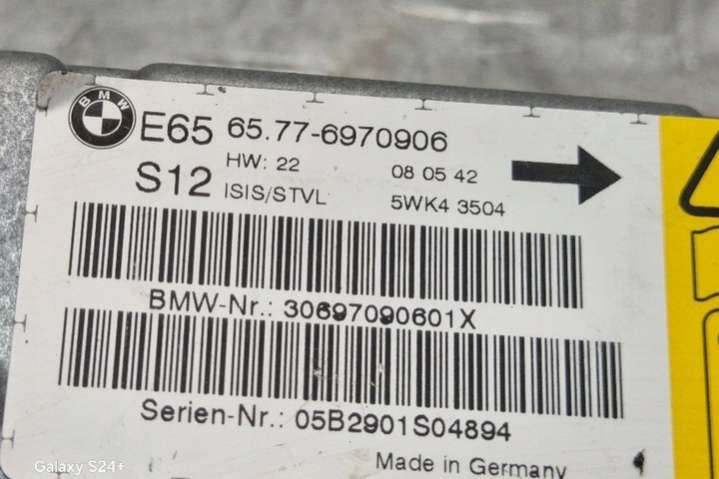 BMW
E65 65.77-6970906
S12 HW: 22 08 05 42
ISIS/STVL 5WK4 3504
BMW-Nr.: 30697090601X
Serien-Nr.: 05B2901S04894
Made in Germany
Galaxy S24+